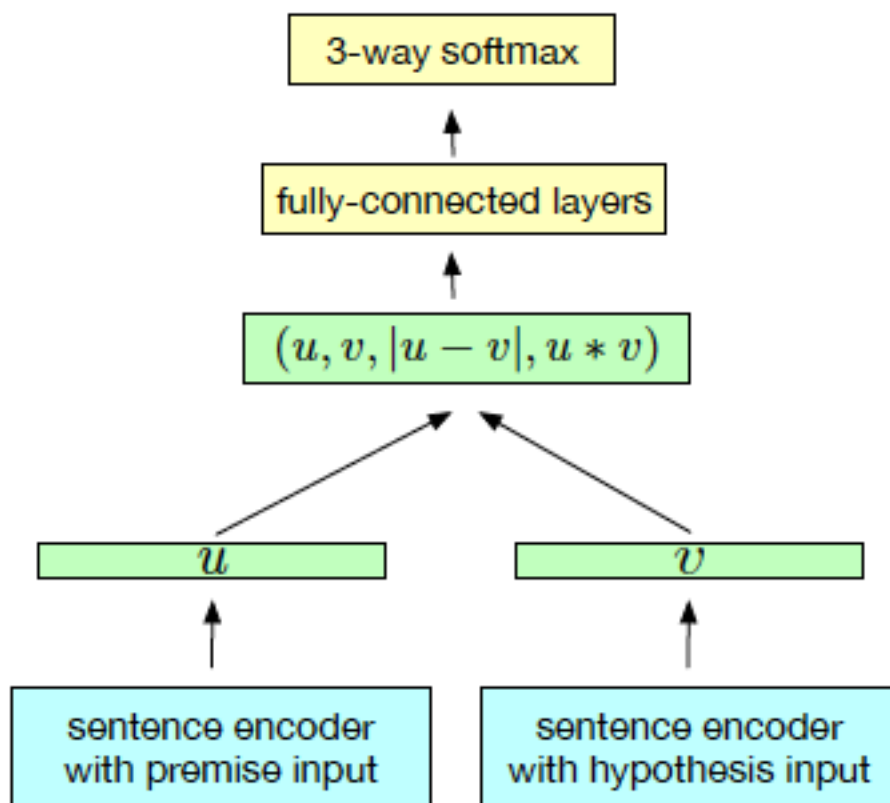 3-way softmax
fully-connected layers
(u, v, |u − v|, u ∗ v)
u
v
sentence encoder
with premise input
sentence encoder
with hypothesis input